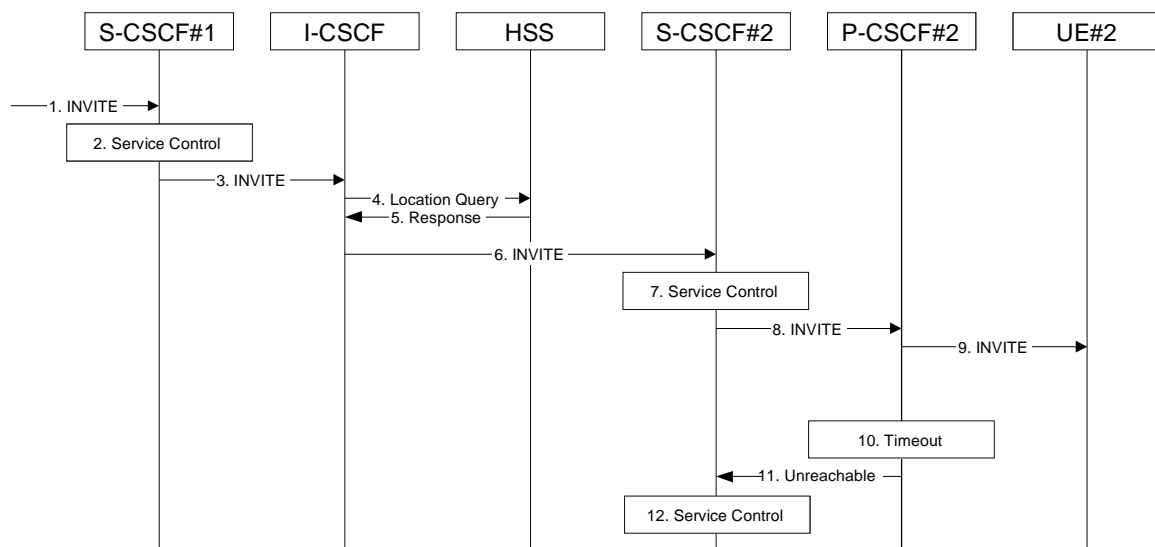 S-CSCF#1
I-CSCF
HSS
S-CSCF#2
P-CSCF#2
UE#2
1. INVITE
2. Service Control
3. INVITE
4. Location Query
5. Response
6. INVITE
7. Service Control
8. INVITE
9. INVITE
10. Timeout
11. Unreachable
12. Service Control